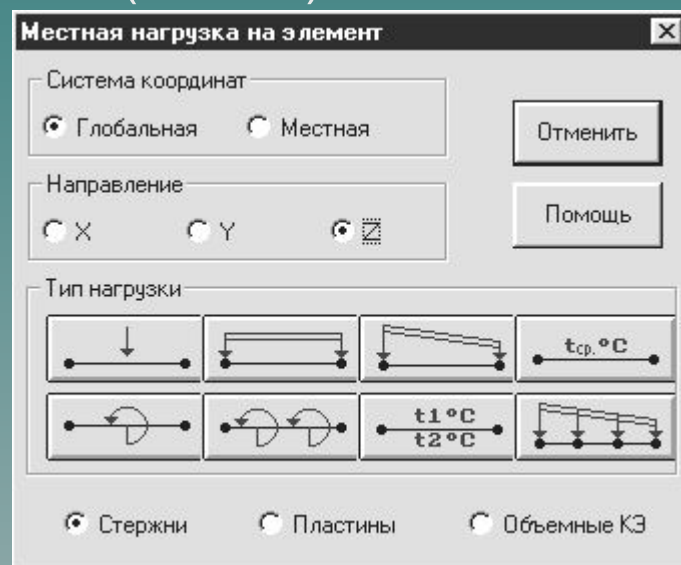 Местная нагрузка на элемент
Система координат
Глобальная Местная
Отменить
Направление
X Y Z
Помощь
Тип нагрузки
tср.°C
t1°C
t2°C
Стержни Пластины Объемные КЭ